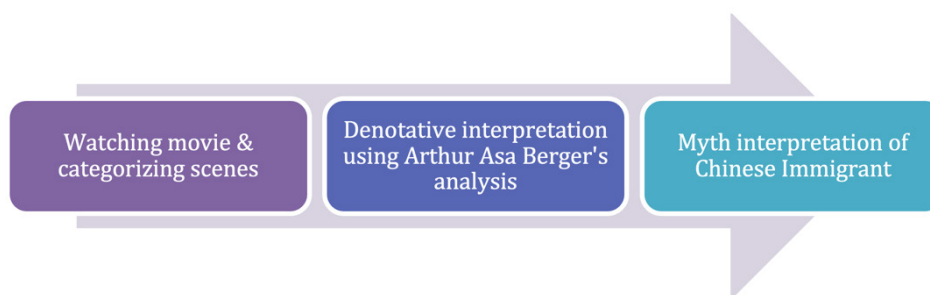 Watching movie &
categorizing scenes
Denotative interpretation
using Arthur Asa Berger's
analysis
Myth interpretation of
Chinese Immigrant